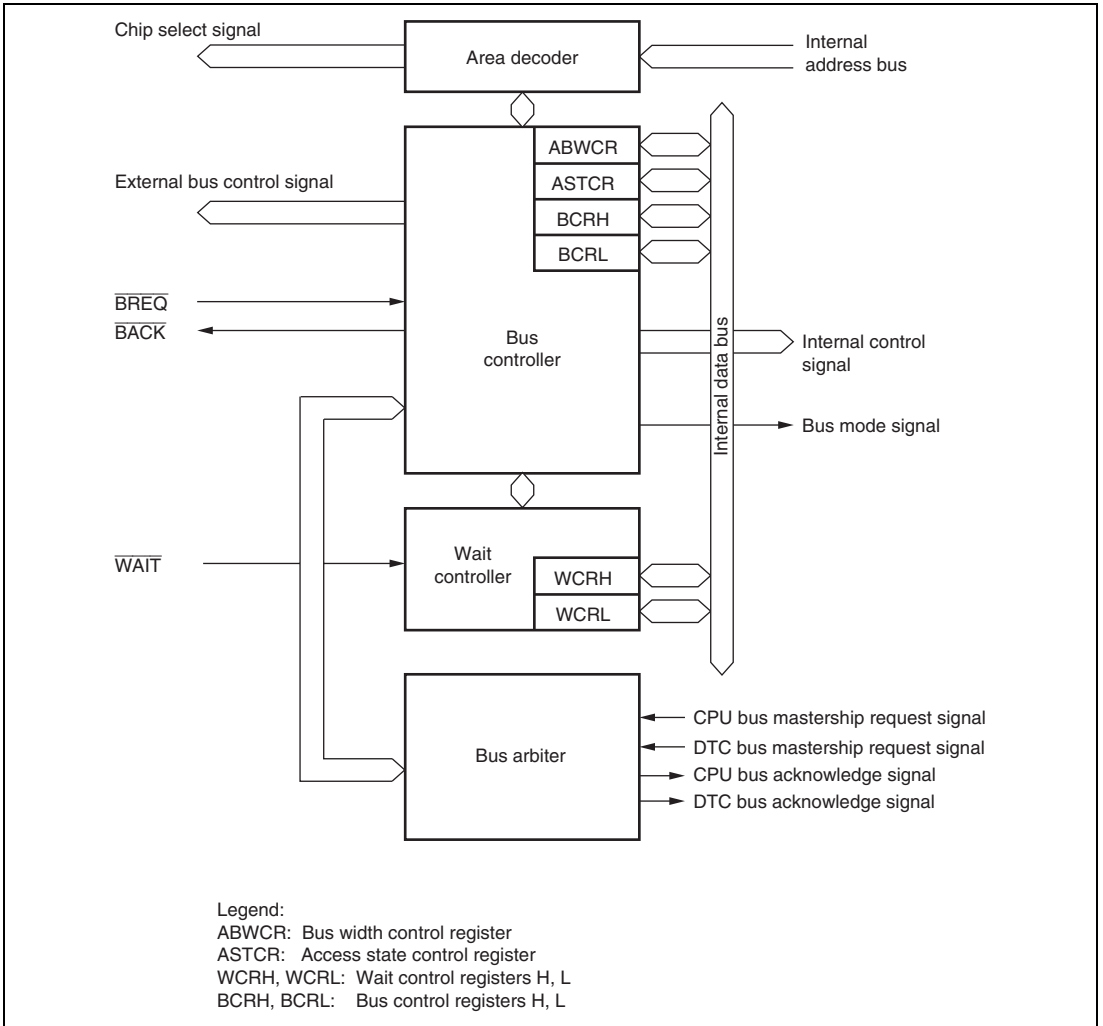 Chip select signal
Area decoder
Internal
address bus
ABWCR
ASTCR
BCRH
BCRL
External bus control signal
BREQ
BACK
Bus
controller
Internal data bus
Internal control
signal
Bus mode signal
WAIT
Wait
controller
WCRH
WCRL
Bus arbiter
CPU bus mastership request signal
DTC bus mastership request signal
CPU bus acknowledge signal
DTC bus acknowledge signal
Legend:
ABWCR: Bus width control register
ASTCR: Access state control register
WCRH, WCRL: Wait control registers H, L
BCRH, BCRL: Bus control registers H, L